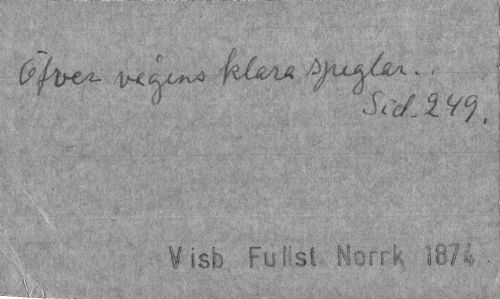 Öfver vågens klara speglar..
Sid. 249.
Visb Fullst Norrk 1874.